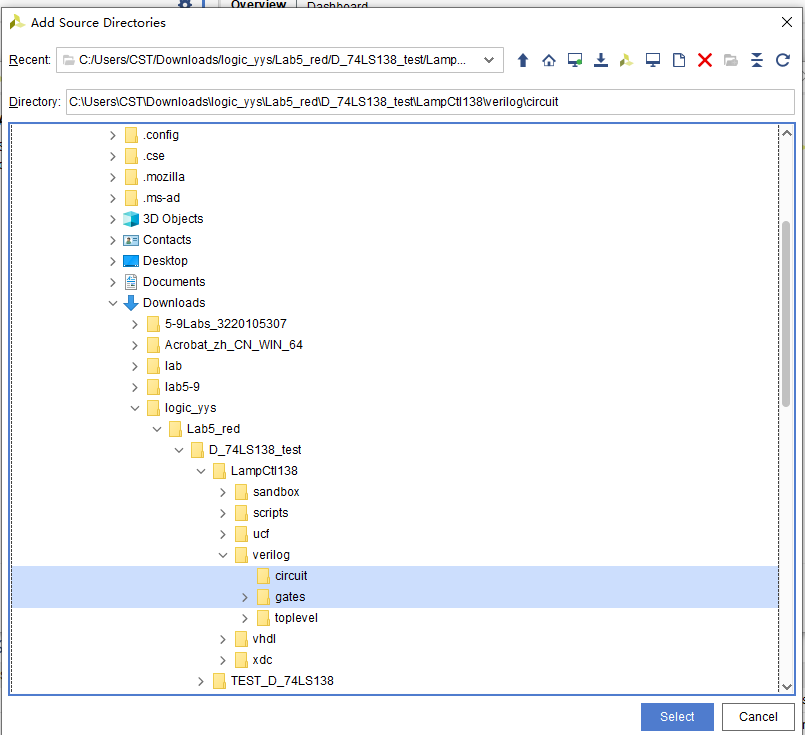 Overview Dashboard
Add Source Directories
Recent: C:/Users/CST/Downloads/logic_yys/Lab5_red/D_74LS138_test/Lamp...
Directory: C:\Users\CST\Downloads\logic_yys\Lab5_red\D_74LS138_test\LampCtl138\verilog\circuit
.config
.cse
.mozilla
.ms-ad
3D Objects
Contacts
Desktop
Documents
Downloads
5-9Labs_3220105307
Acrobat_zh_CN_WIN_64
lab
lab5-9
logic_yys
Lab5_red
D_74LS138_test
LampCtl138
sandbox
scripts
ucf
verilog
circuit
gates
toplevel
vhdl
xdc
TEST_D_74LS138
Select Cancel